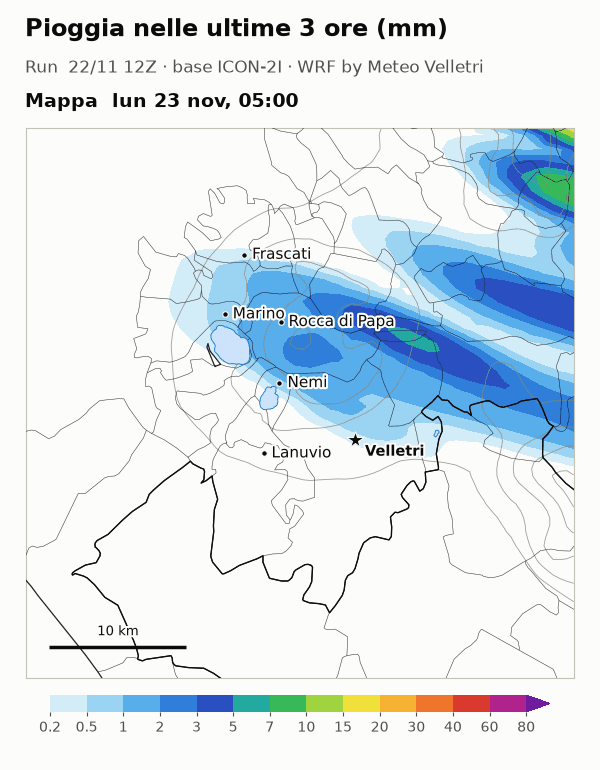 Pioggia nelle ultime 3 ore (mm)
Run  22/11 12Z · base ICON-2I · WRF by Meteo Velletri
Mappa  lun 23 nov, 05:00
Frascati
Marino
Rocca di Papa
Nemi
Velletri
Lanuvio
10 km
0.2 0.5 1 2 3 5 7 10 15 20 30 40 60 80